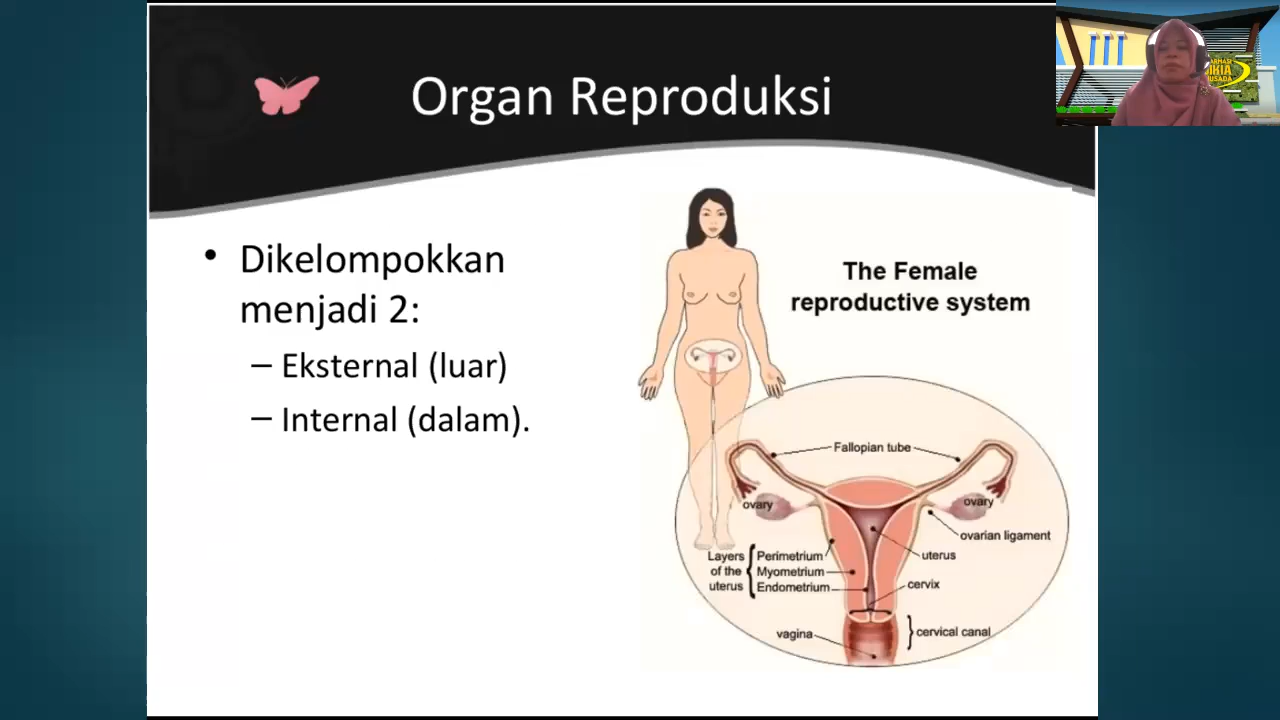 Organ Reproduksi
• Dikelompokkan
menjadi 2:
– Eksternal (luar)
– Internal (dalam).
The Female
reproductive system
Fallopian tube
ovary
ovary
ovarian ligament
Layers
of the
uterus
Perimetrium
Myometrium
Endometrium
uterus
cervix
vagina
cervical canal